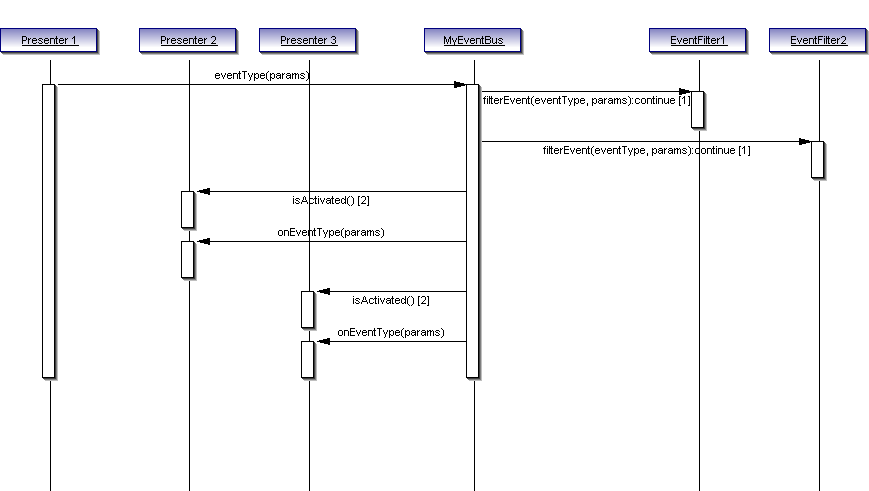 Presenter 1
Presenter 2
Presenter 3
MyEventBus
EventFilter1
EventFilter2
eventType(params)
filterEvent(eventType, params):continue [1]
filterEvent(eventType, params):continue [1]
isActivated() [2]
onEventType(params)
isActivated() [2]
onEventType(params)